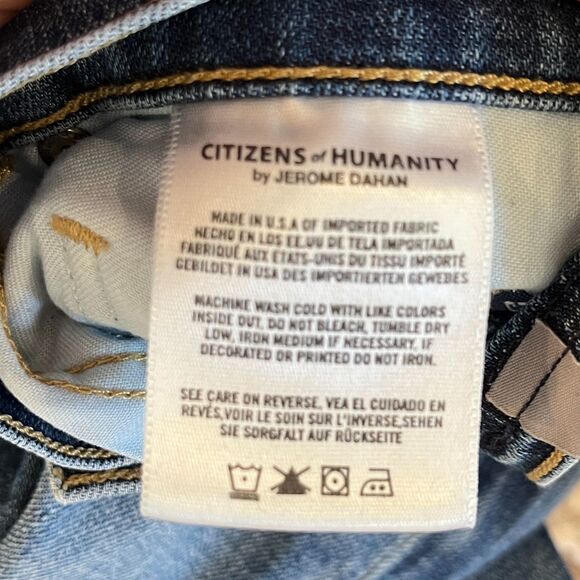 CITIZENS of HUMANITY
by JEROME DAHAN
MADE IN U.S.A OF IMPORTED FABRIC
HECHO EN LOS EE.UU DE TELA IMPORTADA
FABRIQUÉ AUX ÉTATS-UNIS DU TISSU IMPORTÉ
GEBILDET IN USA DES IMPORTIERTEN GEWEBES
MACHINE WASH COLD WITH LIKE COLORS
INSIDE OUT. DO NOT BLEACH, TUMBLE DRY
LOW, IRON MEDIUM IF NECESSARY, IF
DECORATED OR PRINTED DO NOT IRON.
SEE CARE ON REVERSE. VEA EL CUIDADO EN
REVÉS,VOIR LE SOIN SUR L'INVERSE,SEHEN
SIE SORGFALT AUF RÜCKSEITE